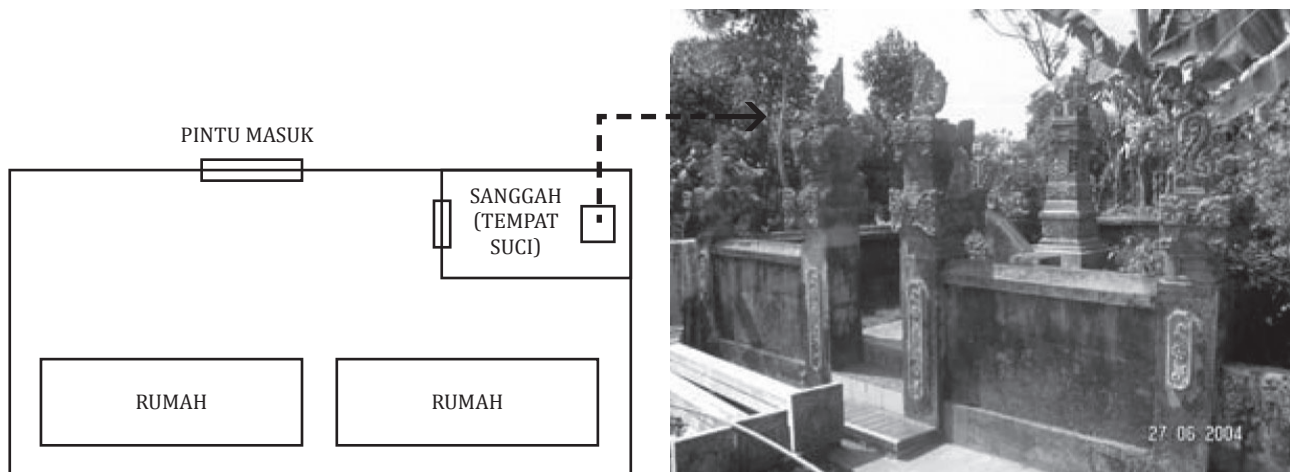 PINTU MASUK
SANGGAH
(TEMPAT
SUCI)
RUMAH
RUMAH
27 06 2004